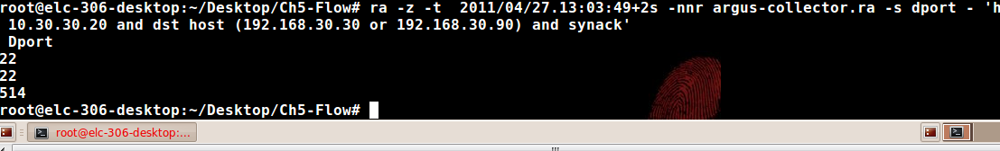 root@elc-306-desktop:~/Desktop/Ch5-Flow# ra -z -t  2011/04/27.13:03:49+2s -nnr argus-collector.ra -s dport - 'h
 10.30.30.20 and dst host (192.168.30.30 or 192.168.30.90) and synack'
 Dport
22
22
514
root@elc-306-desktop:~/Desktop/Ch5-Flow#
root@elc-306-desktop:...